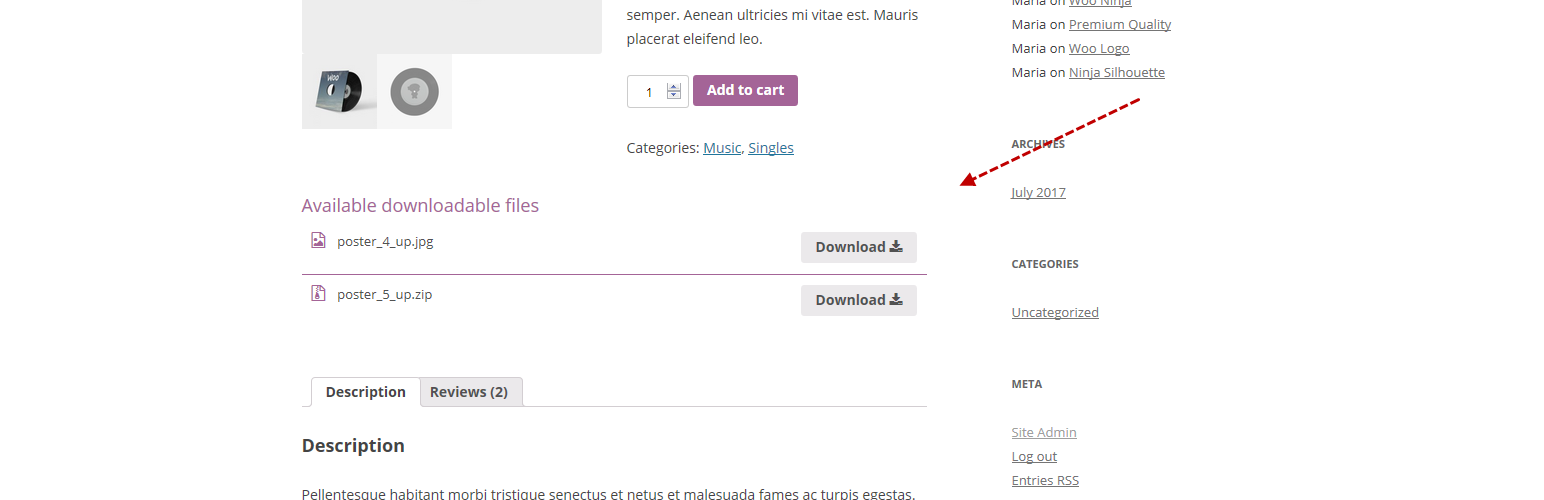 semper. Aenean ultricies mi vitae est. Mauris
placerat eleifend leo.
Woo
1
Add to cart
Categories: Music, Singles
Available downloadable files
poster_4_up.jpg
Download
poster_5_up.zip
Download
Description
Reviews (2)
Description
Pellentesque habitant morbi tristique senectus et netus et malesuada fames ac turpis egestas.
Maria on Woo Ninja
Maria on Premium Quality
Maria on Woo Logo
Maria on Ninja Silhouette
ARCHIVES
July 2017
CATEGORIES
Uncategorized
META
Site Admin
Log out
Entries RSS